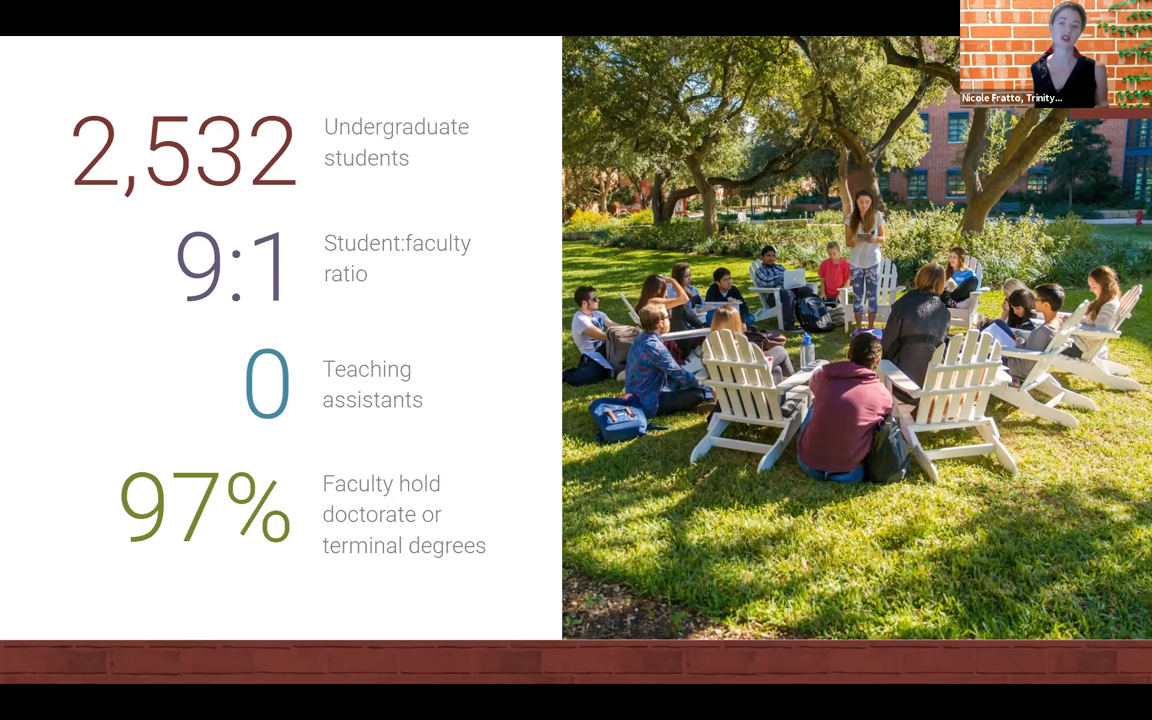 2,532
Undergraduate
students
9:1
Student:faculty
ratio
0
Teaching
assistants
97%
Faculty hold
doctorate or
terminal degrees
Nicole Fratto, Trinity...